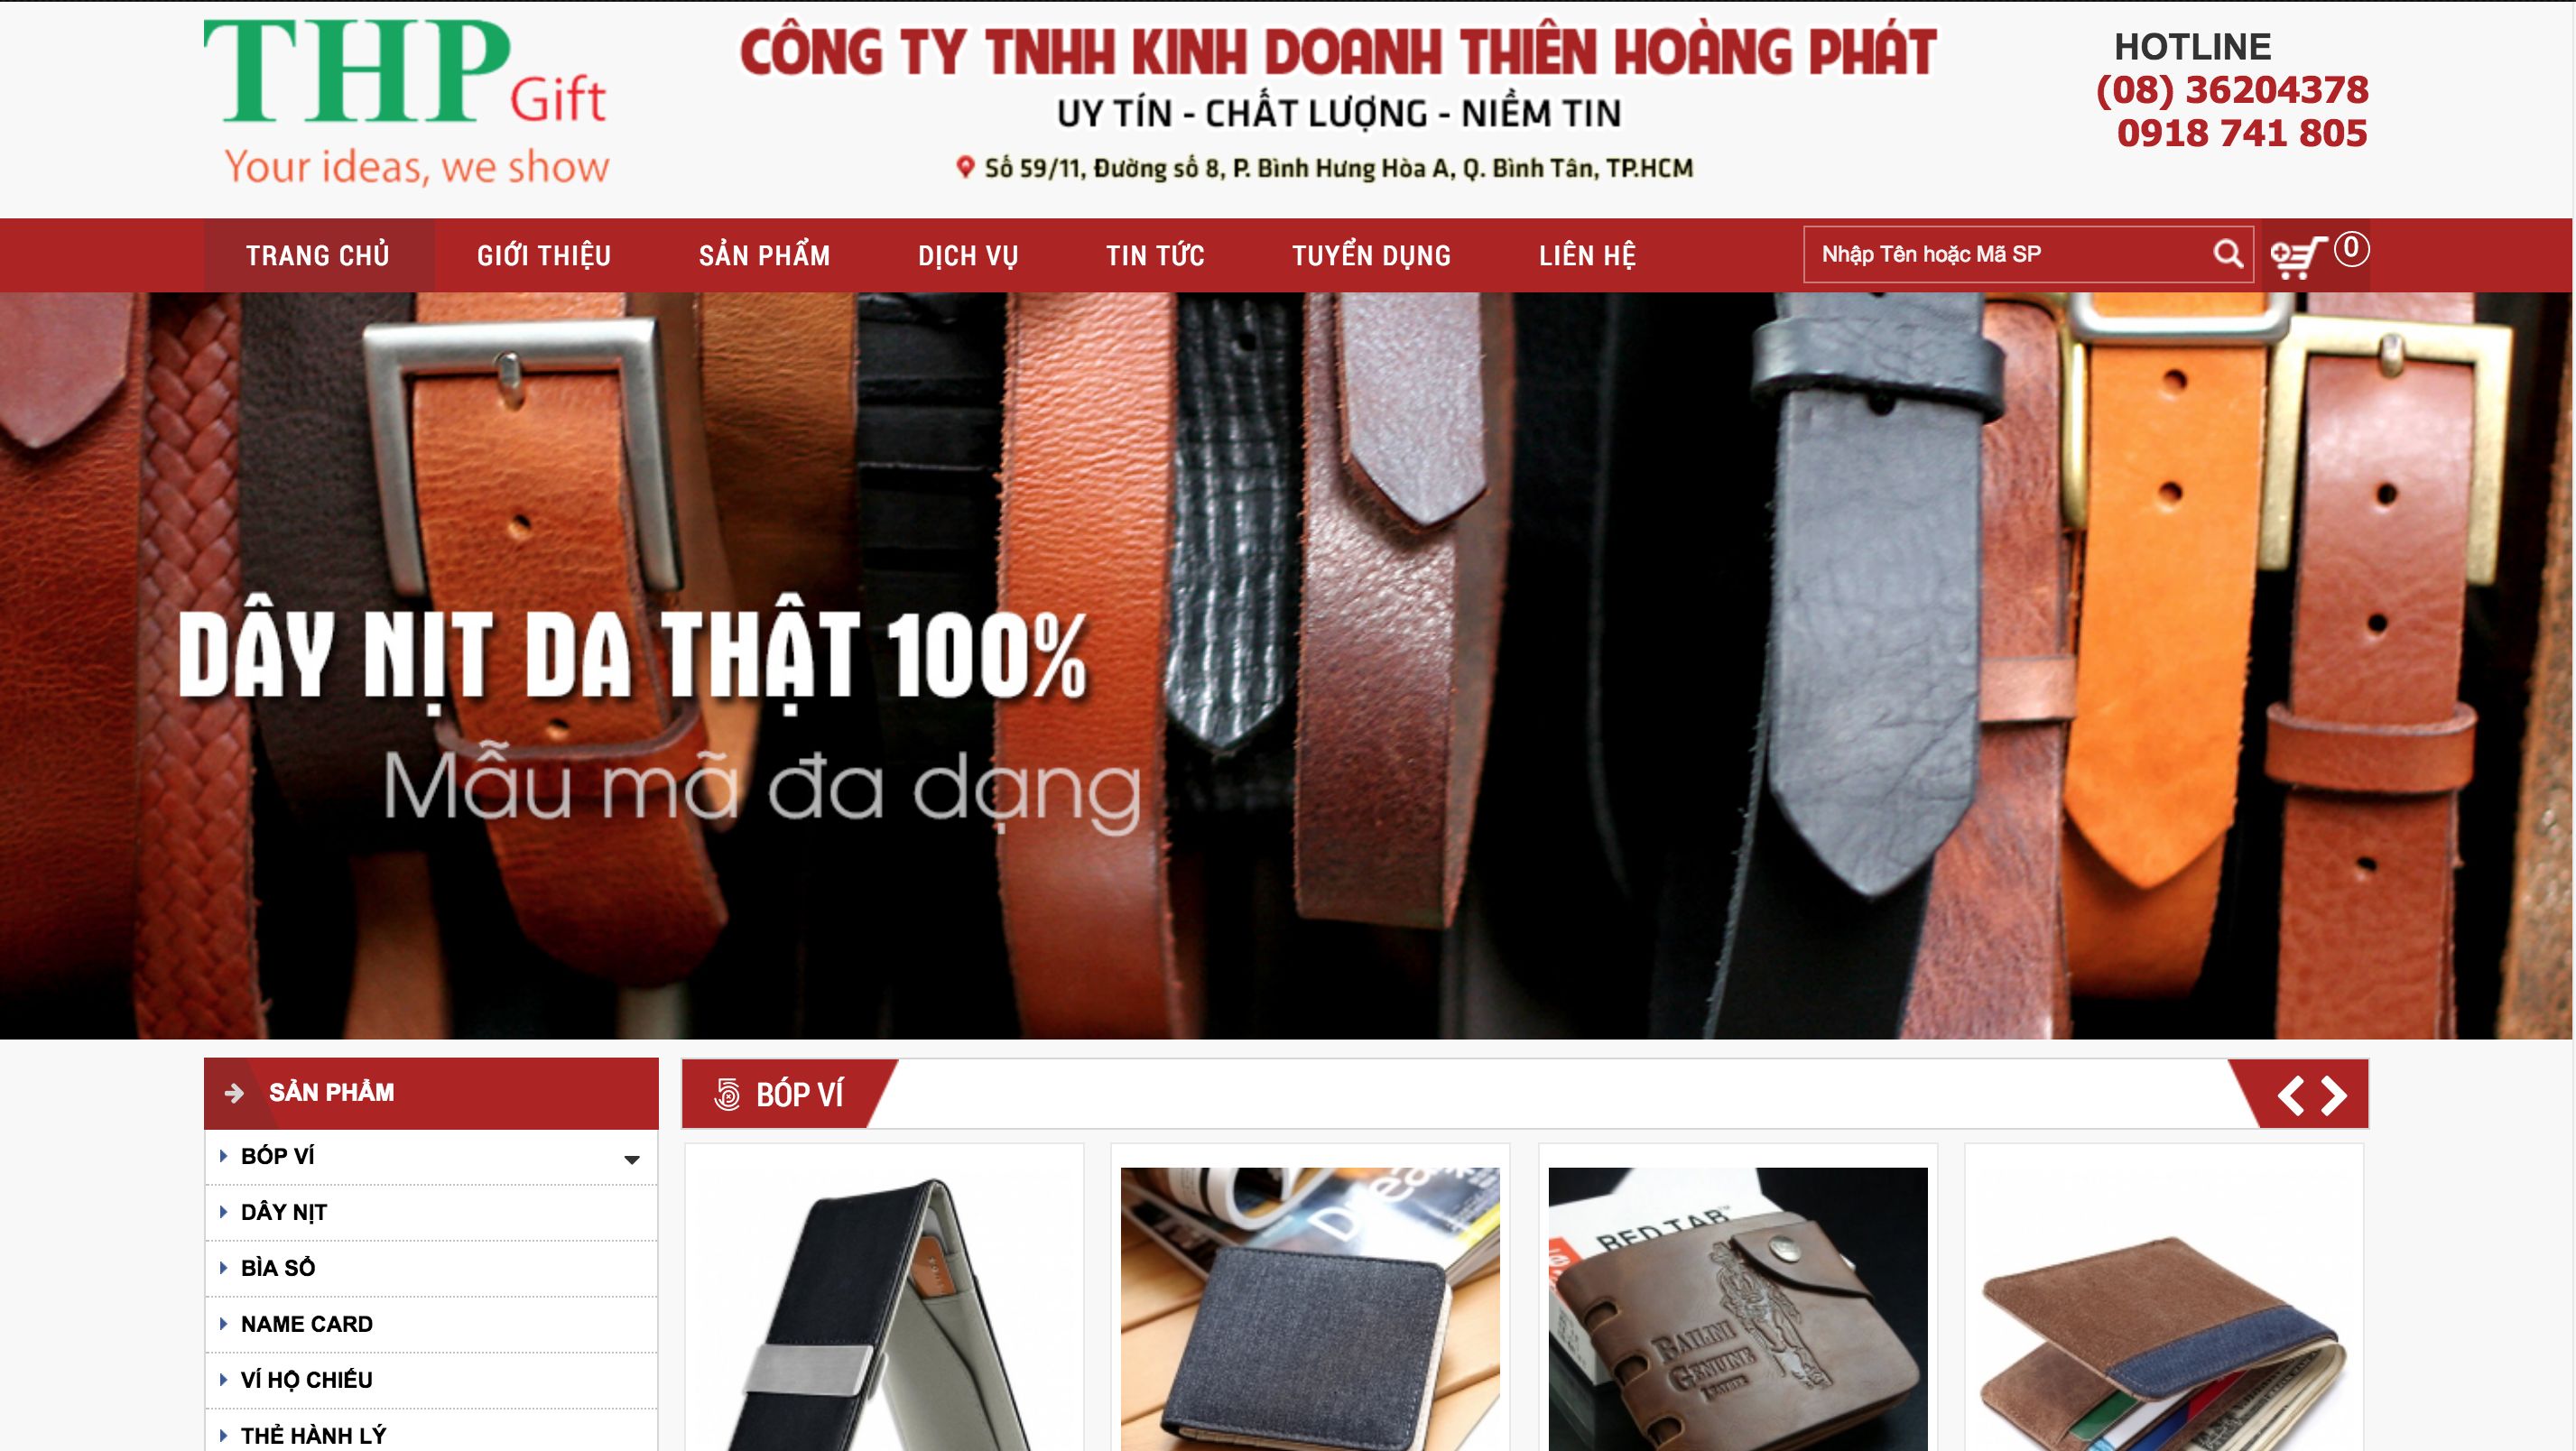 THP Gift
Your ideas, we show
CÔNG TY TNHH KINH DOANH THIÊN HOÀNG PHÁT
UY TÍN - CHẤT LƯỢNG - NIỀM TIN
Số 59/11, Đường số 8, P. Bình Hưng Hòa A, Q. Bình Tân, TP.HCM
HOTLINE
(08) 36204378
0918 741 805
TRANG CHỦ GIỚI THIỆU SẢN PHẨM DỊCH VỤ TIN TỨC TUYỂN DỤNG LIÊN HỆ Nhập Tên hoặc Mã SP 0
DÂY NỊT DA THẬT 100%
Mẫu mã đa dạng
SẢN PHẨM
BÓP VÍ
DÂY NỊT
BÌA SỔ
NAME CARD
VÍ HỘ CHIẾU
THẺ HÀNH LÝ
BÓP VÍ
RED TAB
BAILINI
GENUINE
LEATHER